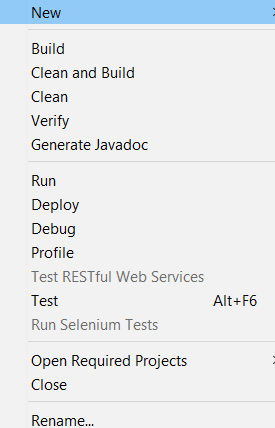 New
Build
Clean and Build
Clean
Verify
Generate Javadoc
Run
Deploy
Debug
Profile
Test RESTful Web Services
Test Alt+F6
Run Selenium Tests
Open Required Projects
Close
Rename...